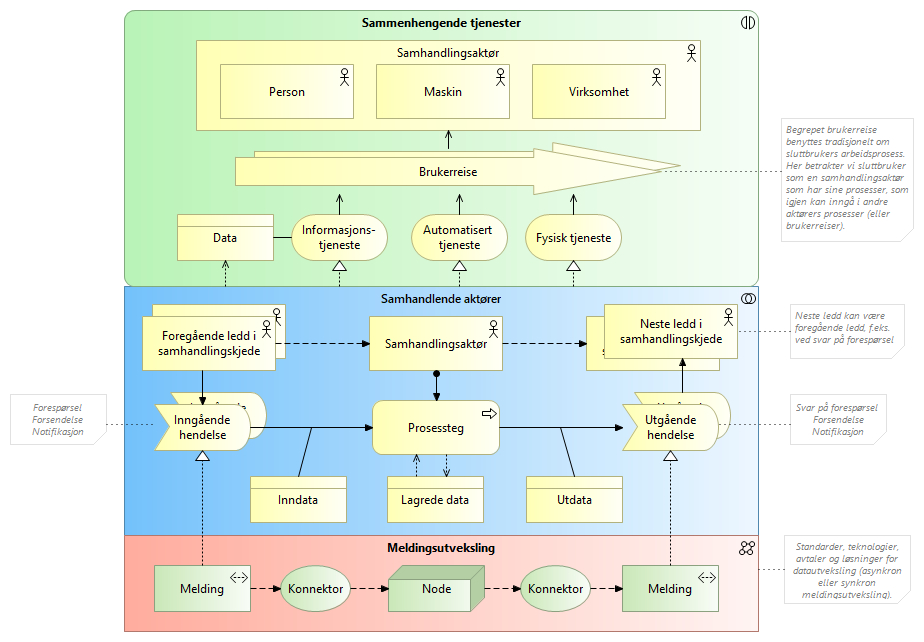 Sammenhengende tjenester
Samhandlingsaktør
Person
Maskin
Virksomhet
Brukerreise
Begrepet brukerreise
benyttes tradisjonelt om
sluttbrukers arbeidsprosess.
Her betrakter vi sluttbruker
som en samhandlingsaktør
som har sine prosesser, som
igjen kan inngå i andre
aktørers prosesser (eller
brukerreiser).
Data
Informasjons-
tjeneste
Automatisert
tjeneste
Fysisk tjeneste
Samhandlende aktører
Foregående ledd i
samhandlingskjede
Samhandlingsaktør
Neste ledd i
samhandlingskjede
Neste ledd kan være
foregående ledd, f.eks.
ved svar på forespørsel
Forespørsel
Forsendelse
Notifikasjon
Inngående
hendelse
Prosessteg
Utgående
hendelse
Svar på forespørsel
Forsendelse
Notifikasjon
Inndata
Lagrede data
Utdata
Meldingsutveksling
Melding
Konnektor
Node
Konnektor
Melding
Standarder, teknologier,
avtaler og løsninger for
datautveksling (asynkron
eller synkron
meldingsutveksling).